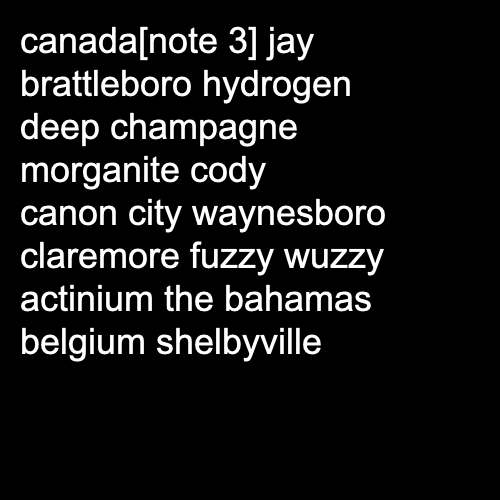 canada[note 3] jay
brattleboro hydrogen
deep champagne
morganite cody
canon city waynesboro
claremore fuzzy wuzzy
actinium the bahamas
belgium shelbyville